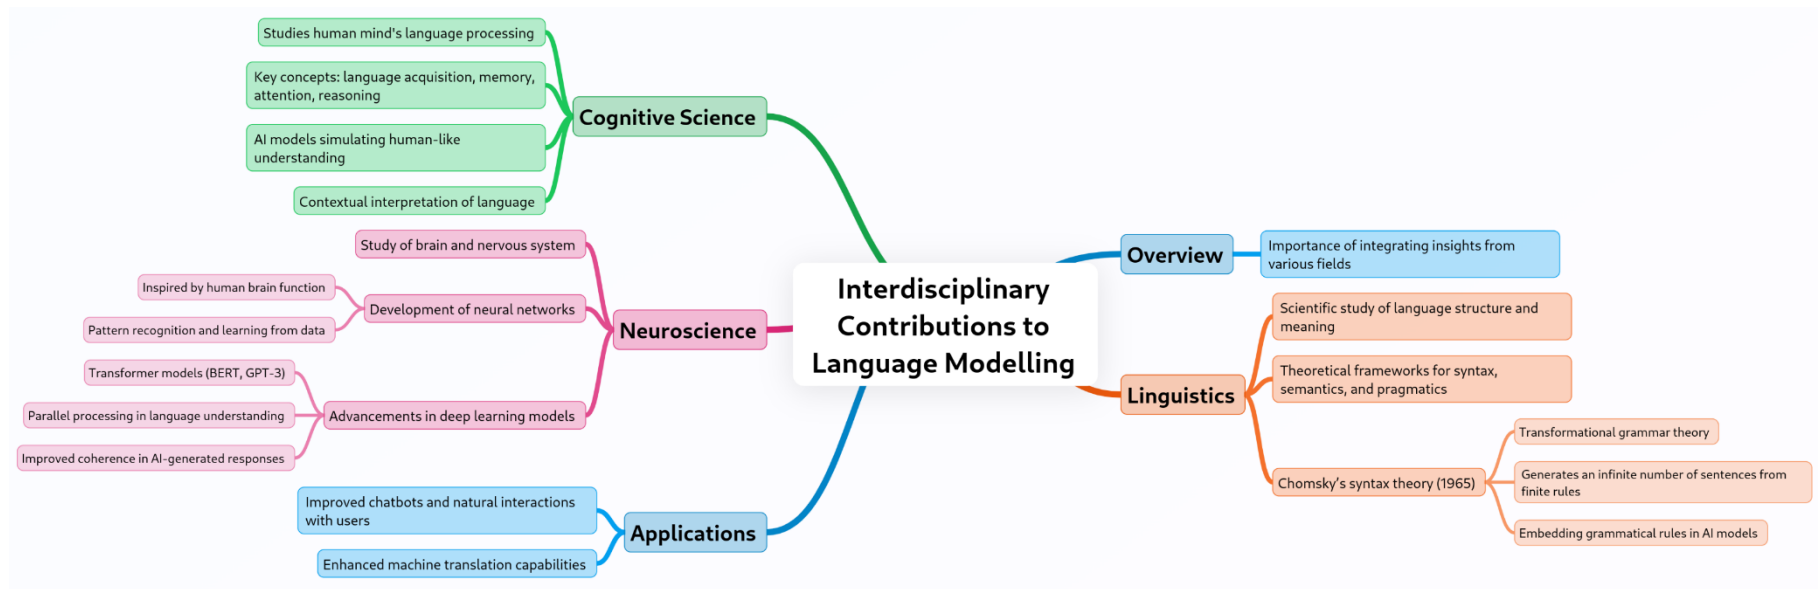 Interdisciplinary
Contributions to
Language Modelling
Overview
Importance of integrating insights from
various fields
Linguistics
Scientific study of language structure and
meaning
Theoretical frameworks for syntax,
semantics, and pragmatics
Chomsky's syntax theory (1965)
Transformational grammar theory
Generates an infinite number of sentences from
finite rules
Embedding grammatical rules in AI models
Cognitive Science
Studies human mind's language processing
Key concepts: language acquisition, memory,
attention, reasoning
AI models simulating human-like
understanding
Contextual interpretation of language
Neuroscience
Study of brain and nervous system
Development of neural networks
Inspired by human brain function
Pattern recognition and learning from data
Advancements in deep learning models
Transformer models (BERT, GPT-3)
Parallel processing in language understanding
Improved coherence in AI-generated responses
Applications
Improved chatbots and natural interactions
with users
Enhanced machine translation capabilities